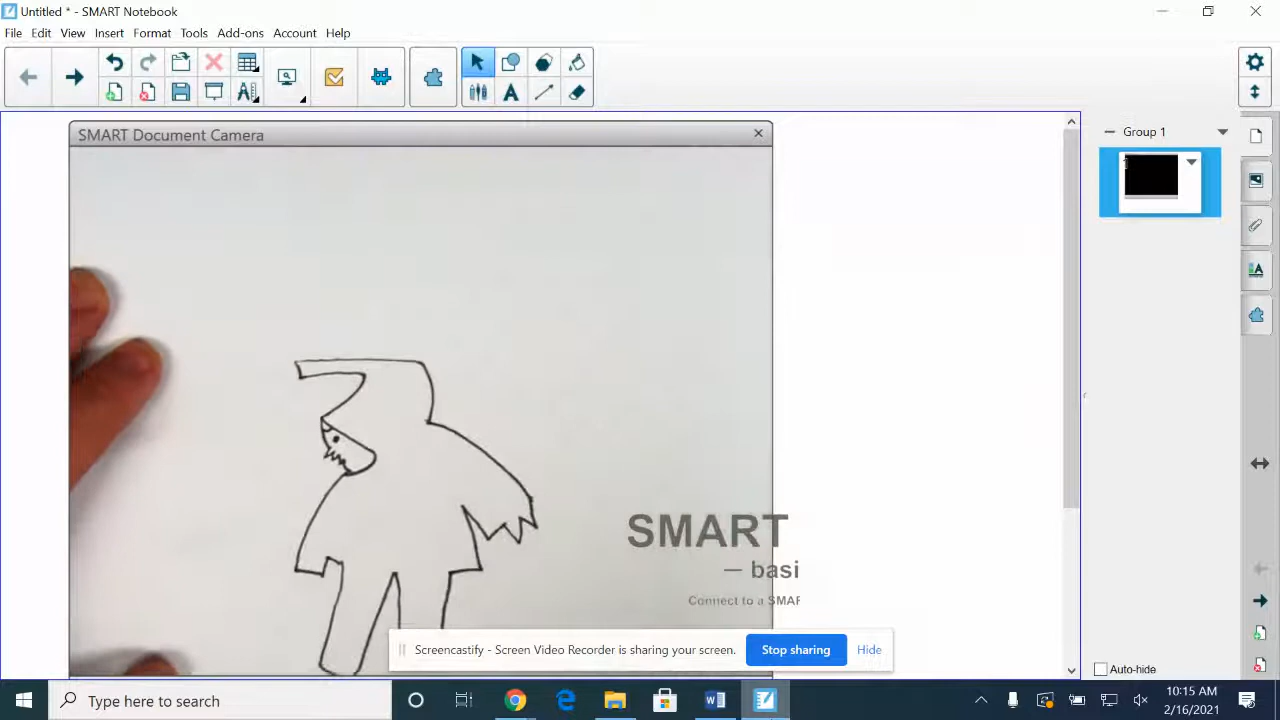 Untitled * - SMART Notebook
File Edit View Insert Format Tools Add-ons Account Help
SMART Document Camera
Group 1
1
SMART
— basi
Connect to a SMAR
Screencastify - Screen Video Recorder is sharing your screen. Stop sharing Hide
Auto-hide
Type here to search
10:15 AM
2/16/2021